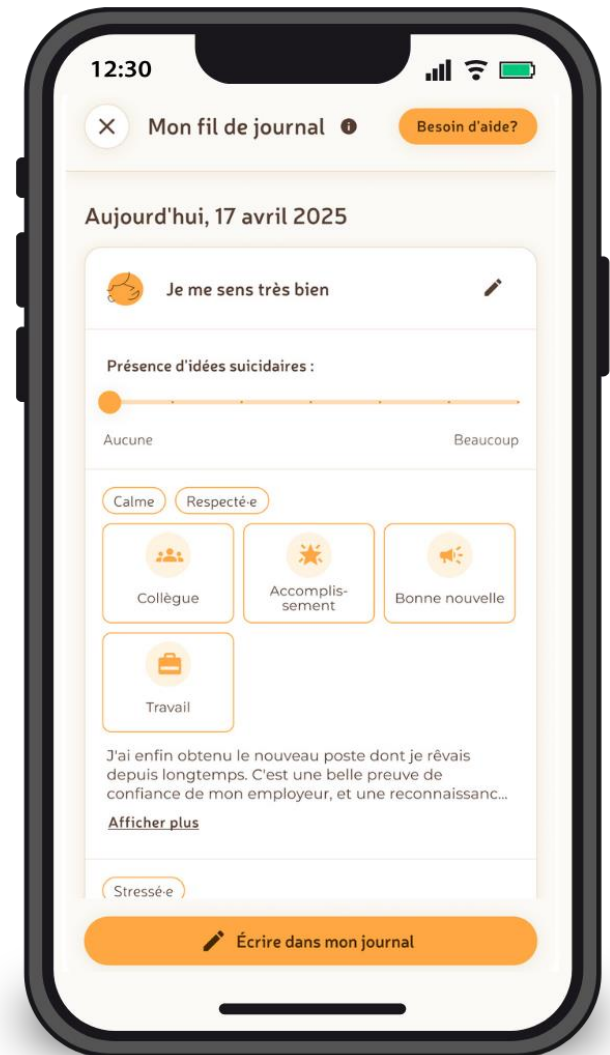 12:30
Mon fil de journal
Besoin d'aide?
Aujourd'hui, 17 avril 2025
Je me sens très bien
Présence d'idées suicidaires :
Aucune
Beaucoup
Calme
Respecté·e
Collègue
Accomplis-
sement
Bonne nouvelle
Travail
J'ai enfin obtenu le nouveau poste dont je rêvais
depuis longtemps. C'est une belle preuve de
confiance de mon employeur, et une reconnaissanc...
Afficher plus
Stressé·e
Écrire dans mon journal